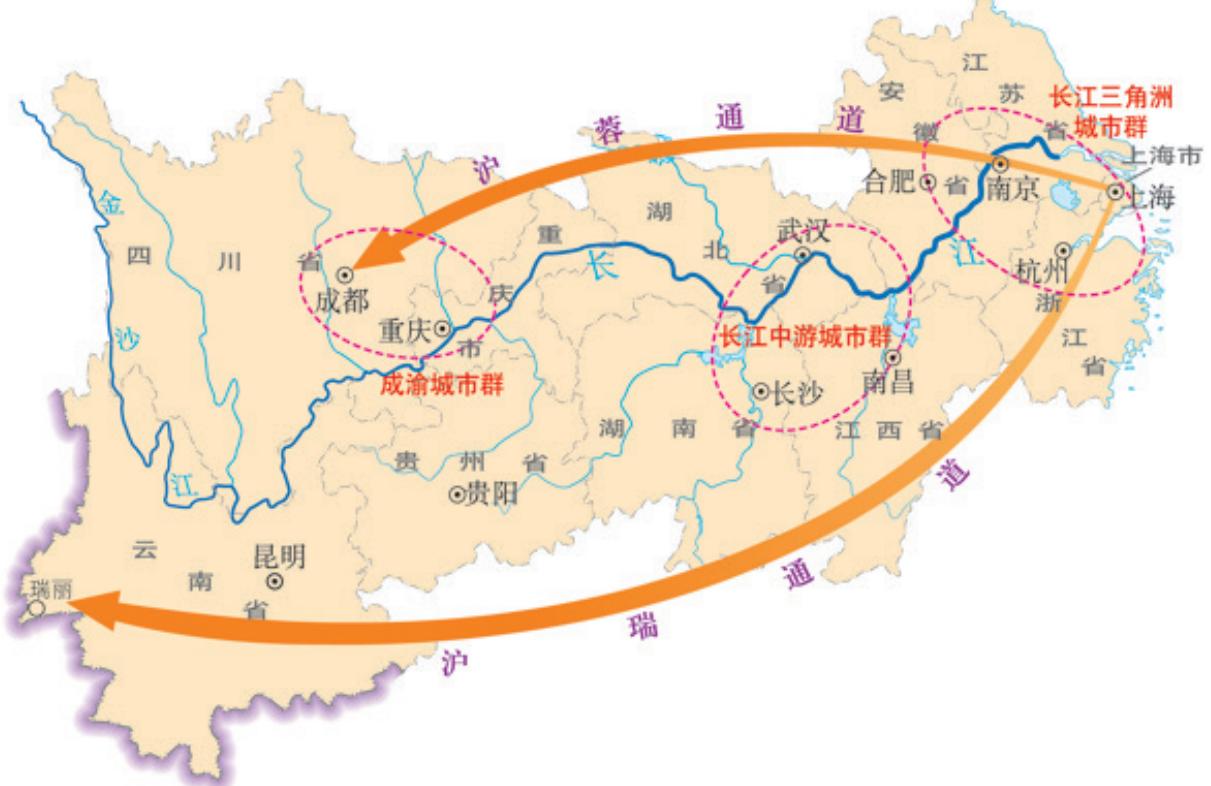 江
苏
省
安
徽
省
长江三角洲
城市群
上海市
上海
南京
合肥
杭州
浙
江
省
沪
蓉
通
道
金
沙
江
四
川
省
成都
重庆
重
庆
市
成渝城市群
长
江
湖
北
省
武汉
长江中游城市群
长沙
南昌
湖
南
省
江
西
省
贵
州
省
贵阳
云
南
省
昆明
瑞丽
沪
瑞
通
道